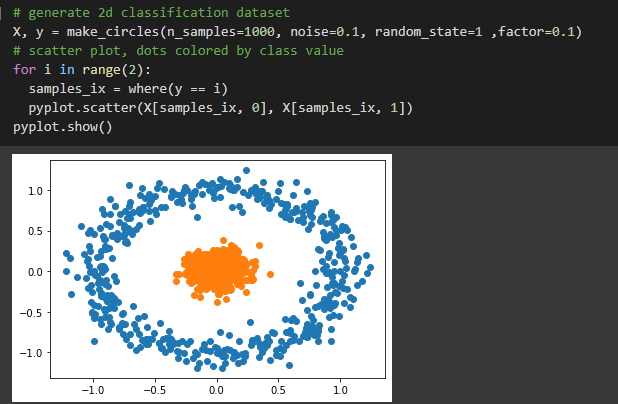 # generate 2d classification dataset
X, y = make_circles(n_samples=1000, noise=0.1, random_state=1 ,factor=0.1)
# scatter plot, dots colored by class value
for i in range(2):
  samples_ix = where(y == i)
  pyplot.scatter(X[samples_ix, 0], X[samples_ix, 1])
pyplot.show()
1.0
0.5
0.0
−0.5
−1.0
−1.0 −0.5 0.0 0.5 1.0